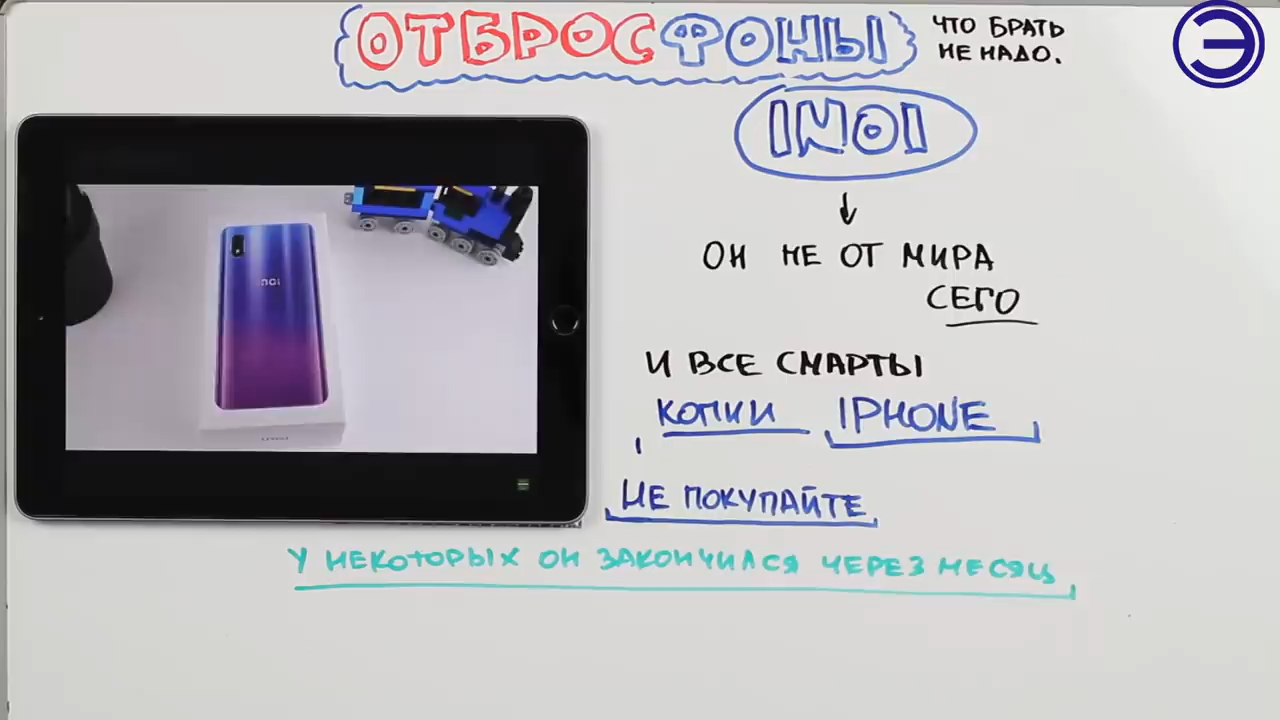 ОТБРОСФОНЫ
ЧТО БРАТЬ
НЕ НАДО.
Э
INOI
ОН НЕ ОТ МИРА
СЕГО
И ВСЕ СМАРТЫ
КОПИИ IPHONE
НЕ ПОКУПАЙТЕ
У НЕКОТОРЫХ ОН ЗАКОНЧИЛСЯ ЧЕРЕЗ МЕСЯЦ
inoi